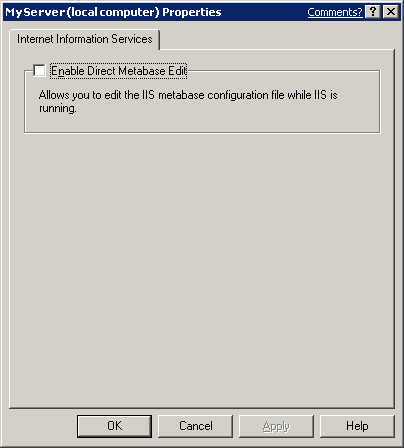 MyServer (local computer) Properties Comments? ? X
Internet Information Services
Enable Direct Metabase Edit
Allows you to edit the IIS metabase configuration file while IIS is
running.
OK Cancel Apply Help